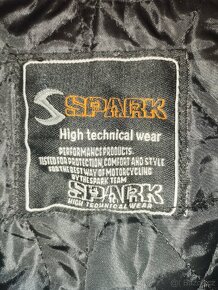 SPARK
High technical wear
PERFORMANCE PRODUCTS.
TESTED FOR PROTECTION, COMFORT AND STYLE
FOR THE BEST WAY OF MOTORCYCLING
BY THE SPARK TEAM
SPARK
HIGH TECHNICAL WEAR